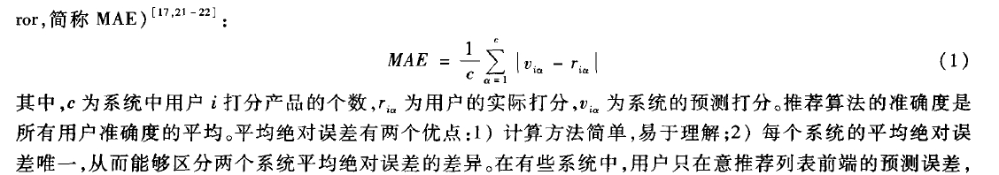 ror,简称 MAE)[17,21-22]:
MAE = \frac{1}{c} \sum_{α=1}^{c} | v_{iα} - r_{iα} | (1)
其中,c 为系统中用户 i 打分产品的个数,r_{iα} 为用户的实际打分,v_{iα} 为系统的预测打分。推荐算法的准确度是
所有用户准确度的平均。平均绝对误差有两个优点:1) 计算方法简单,易于理解;2) 每个系统的平均绝对误
差唯一,从而能够区分两个系统平均绝对误差的差异。在有些系统中,用户只在意推荐列表前端的预测误差,